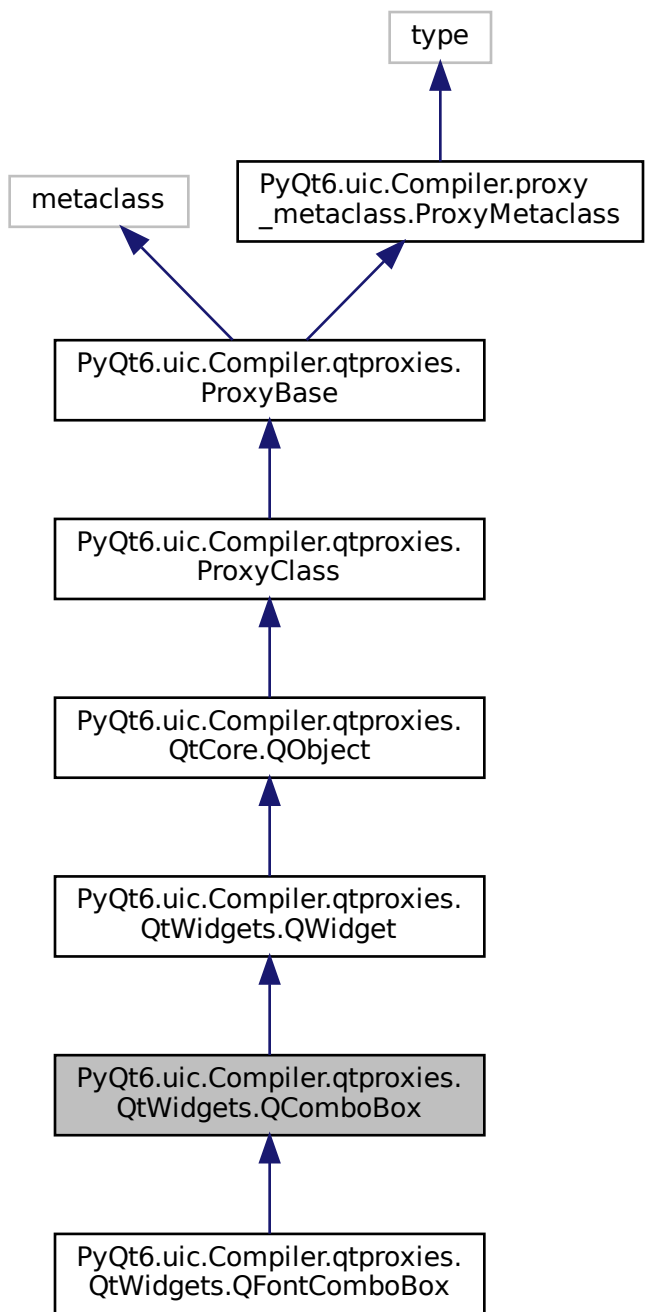 type
metaclass
PyQt6.uic.Compiler.proxy
_metaclass.ProxyMetaclass
PyQt6.uic.Compiler.qtproxies.
ProxyBase
PyQt6.uic.Compiler.qtproxies.
ProxyClass
PyQt6.uic.Compiler.qtproxies.
QtCore.QObject
PyQt6.uic.Compiler.qtproxies.
QtWidgets.QWidget
PyQt6.uic.Compiler.qtproxies.
QtWidgets.QComboBox
PyQt6.uic.Compiler.qtproxies.
QtWidgets.QFontComboBox